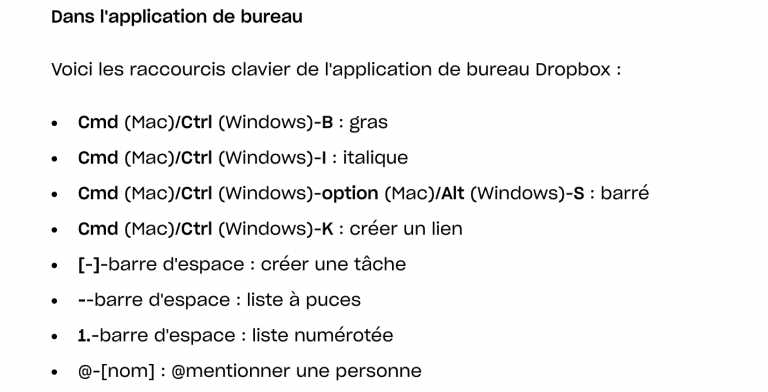 Dans l'application de bureau
Voici les raccourcis clavier de l'application de bureau Dropbox :
• Cmd (Mac)/Ctrl (Windows)-B : gras
• Cmd (Mac)/Ctrl (Windows)-I : italique
• Cmd (Mac)/Ctrl (Windows)-option (Mac)/Alt (Windows)-S : barré
• Cmd (Mac)/Ctrl (Windows)-K : créer un lien
• [-]-barre d'espace : créer une tâche
• --barre d'espace : liste à puces
• 1.-barre d'espace : liste numérotée
• @-[nom] : @mentionner une personne